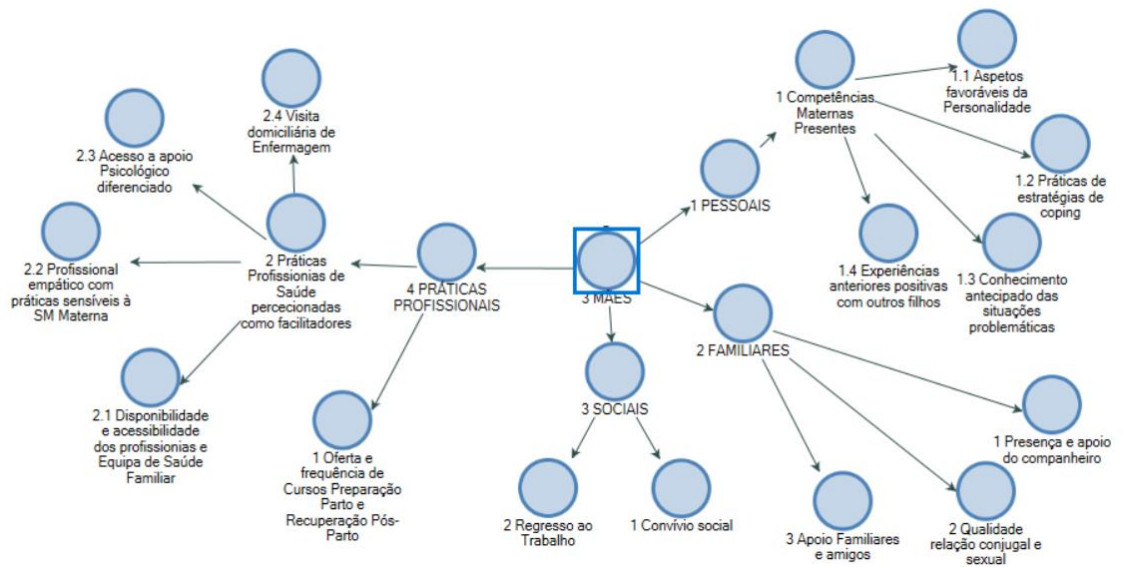 1.1 Aspetos
favoráveis da
Personalidade
1 Competências
Maternas
Presentes
2.4 Visita
domiciliária de
Enfermagem
2.3 Acesso a apoio
Psicológico
diferenciado
1.2 Práticas de
estratégias de
coping
1 PESSOAIS
2.2 Profissional
empático com
práticas sensíveis à
SM Materna
2 Práticas
Profissionias de
Saúde
percecionadas
como facilitadores
4 PRÁTICAS
PROFISSIONAIS
3 MÃES
1.4 Experiências
anteriores positivas
com outros filhos
1.3 Conhecimento
antecipado das
situações
problemáticas
2 FAMILIARES
3 SOCIAIS
2.1 Disponibilidade
e acessibilidade
dos profissionias e
Equipa de Saúde
Familiar
1 Oferta e
frequência de
Cursos Preparação
Parto e
Recuperação Pós-
Parto
1 Presença e apoio
do companheiro
2 Regresso ao
Trabalho
1 Convívio social
3 Apoio Familiares
e amigos
2 Qualidade
relação conjugal e
sexual